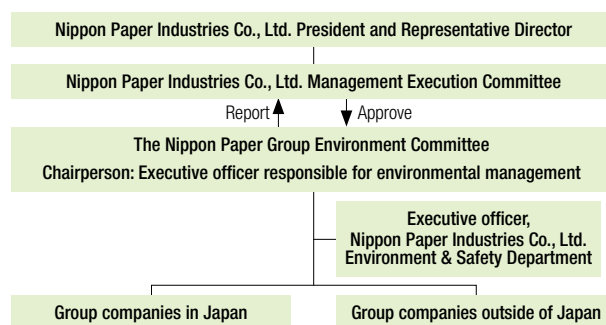 Nippon Paper Industries Co., Ltd. President and Representative Director
Nippon Paper Industries Co., Ltd. Management Execution Committee
Report
Approve
The Nippon Paper Group Environment Committee
Chairperson: Executive officer responsible for environmental management
Executive officer,
Nippon Paper Industries Co., Ltd.
Environment & Safety Department
Group companies in Japan
Group companies outside of Japan